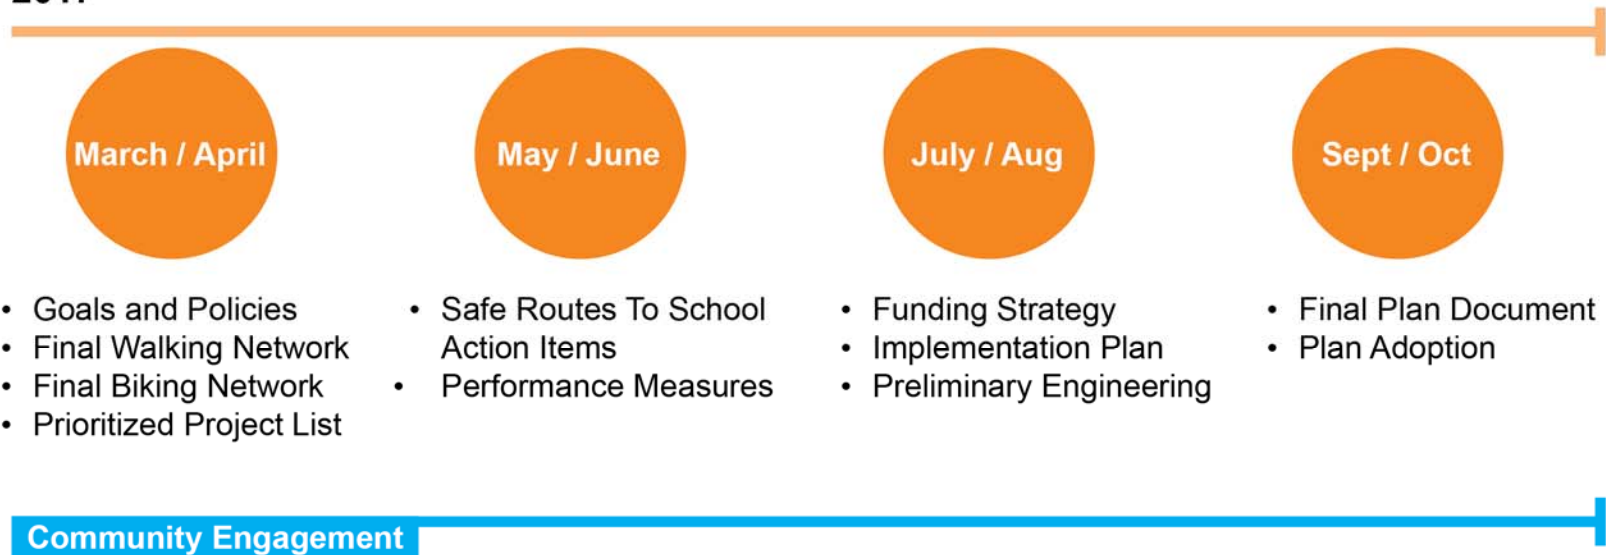 March / April
May / June
July / Aug
Sept / Oct
• Goals and Policies
• Final Walking Network
• Final Biking Network
• Prioritized Project List
• Safe Routes To School
Action Items
• Performance Measures
• Funding Strategy
• Implementation Plan
• Preliminary Engineering
• Final Plan Document
• Plan Adoption
Community Engagement